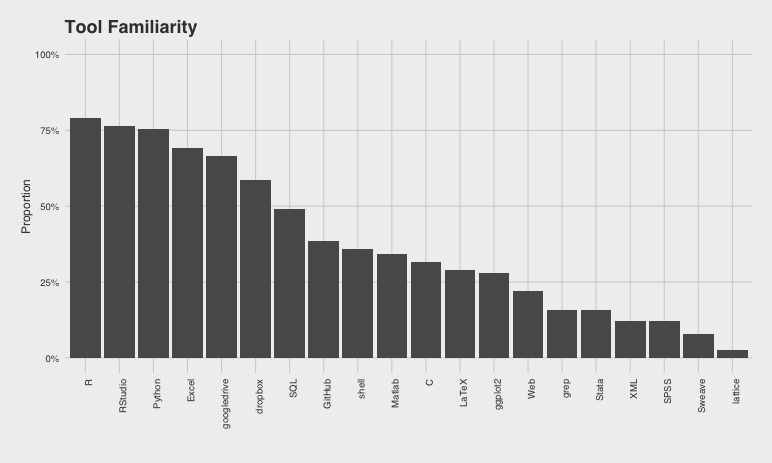 Tool Familiarity
100%
75%
50%
25%
0%
Proportion
R
RStudio
Python
Excel
googledrive
dropbox
SQL
GitHub
shell
Matlab
C
LaTeX
ggplot2
Web
grep
Stata
XML
SPSS
Sweave
lattice